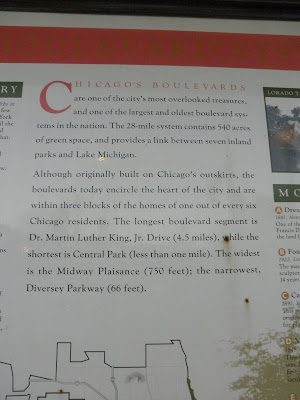 CHICAGO'S BOULEVARDS
are one of the city's most overlooked treasures,
and one of the largest and oldest boulevard sys-
tems in the nation. The 28-mile system contains 540 acres
of green space, and provides a link between seven inland
parks and Lake Michigan.
Although originally built on Chicago's outskirts, the
boulevards today encircle the heart of the city and are
within three blocks of the homes of one out of every six
Chicago residents. The longest boulevard segment is
Dr. Martin Luther King, Jr. Drive (4.5 miles), while the
shortest is Central Park (less than one mile). The widest
is the Midway Plaisance (750 feet); the narrowest,
Diversey Parkway (66 feet).
RY
LORADO T
MO
A
B
C
D